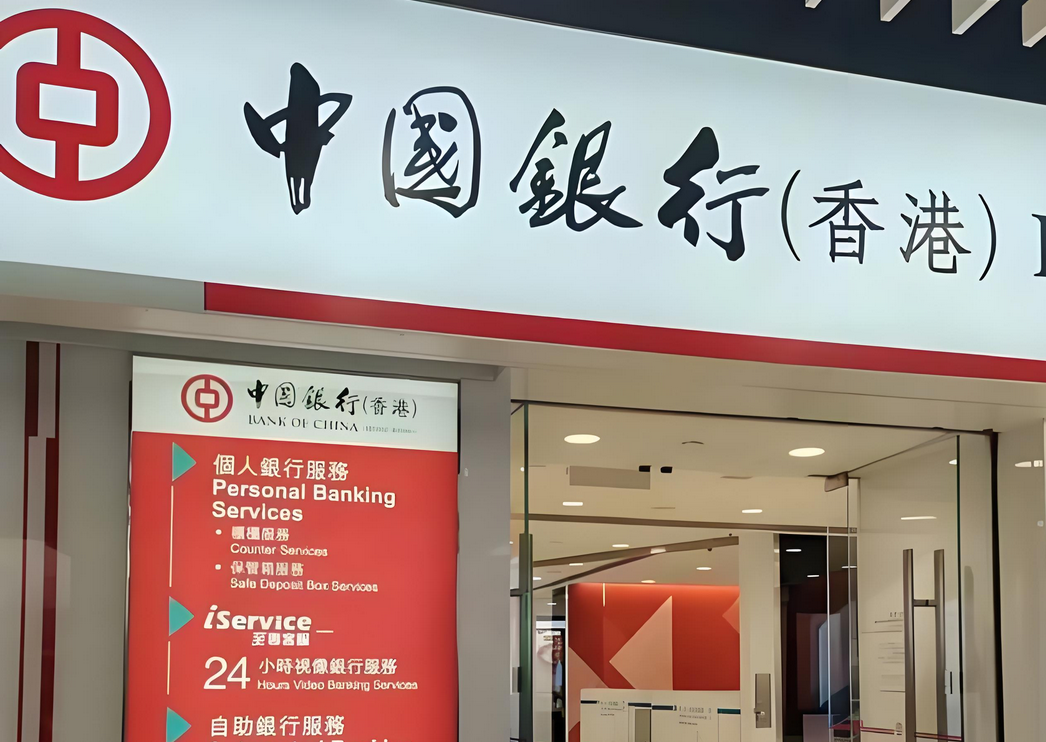 中國銀行(香港)
中國銀行(香港)
BANK OF CHINA
個人銀行服務
Personal Banking
Services
• 櫃檯服務
Counter Services
• 保管箱服務
Safe Deposit Box Services
iService
24 小時視像銀行服務
Hours Video Banking Services
自助銀行服務